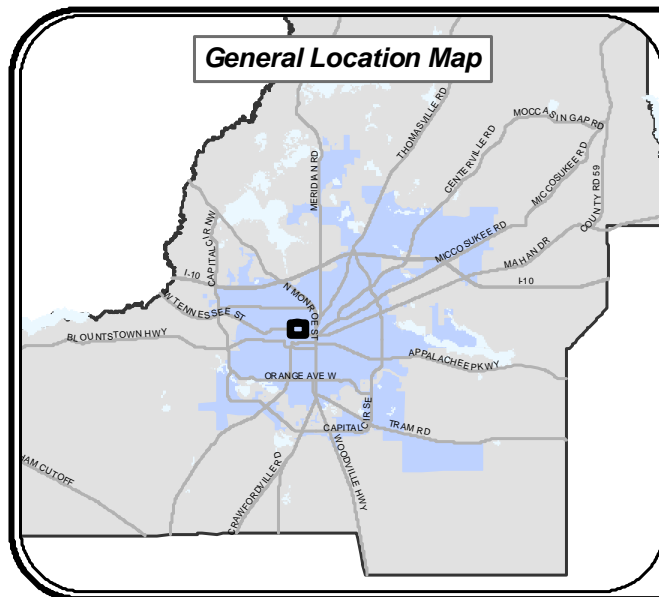 General Location Map
THOMASVILLE RD
MOCCASIN GAP RD
CENTERVILLE RD
MERIDIAN RD
MICCOSUKEE RD
COUNTY RD 59
CAPITAL CIR NW
MICCOSUKEE RD
MAHAN DR
I-10
I-10
N MONROE ST
W TENNESSEE ST
BLOUNTSTOWN HWY
APPALACHEE PKWY
ORANGE AVE W
CAPITAL CIR SE
TRAM RD
WOODVILLE HWY
CRAWFORDVILLE RD
HAM CUTOFF